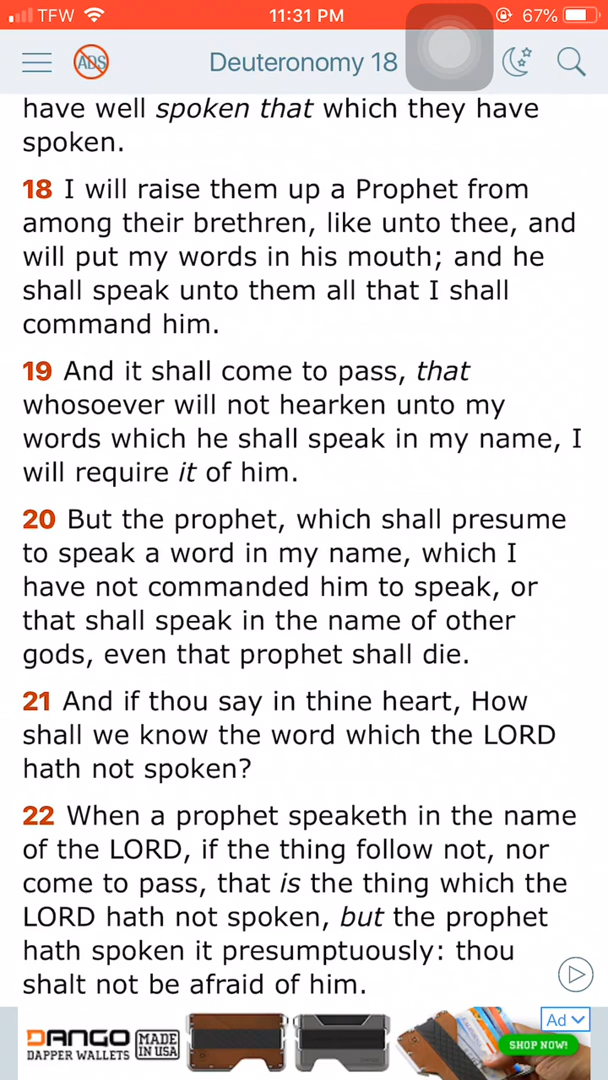 TFW 11:31 PM 67%
ADS Deuteronomy 18
have well spoken that which they have
spoken.
18 I will raise them up a Prophet from
among their brethren, like unto thee, and
will put my words in his mouth; and he
shall speak unto them all that I shall
command him.
19 And it shall come to pass, that
whosoever will not hearken unto my
words which he shall speak in my name, I
will require it of him.
20 But the prophet, which shall presume
to speak a word in my name, which I
have not commanded him to speak, or
that shall speak in the name of other
gods, even that prophet shall die.
21 And if thou say in thine heart, How
shall we know the word which the LORD
hath not spoken?
22 When a prophet speaketh in the name
of the LORD, if the thing follow not, nor
come to pass, that is the thing which the
LORD hath not spoken, but the prophet
hath spoken it presumptuously: thou
shalt not be afraid of him.
Ad
DANGO
DAPPER WALLETS
MADE
IN USA
SHOP NOW!